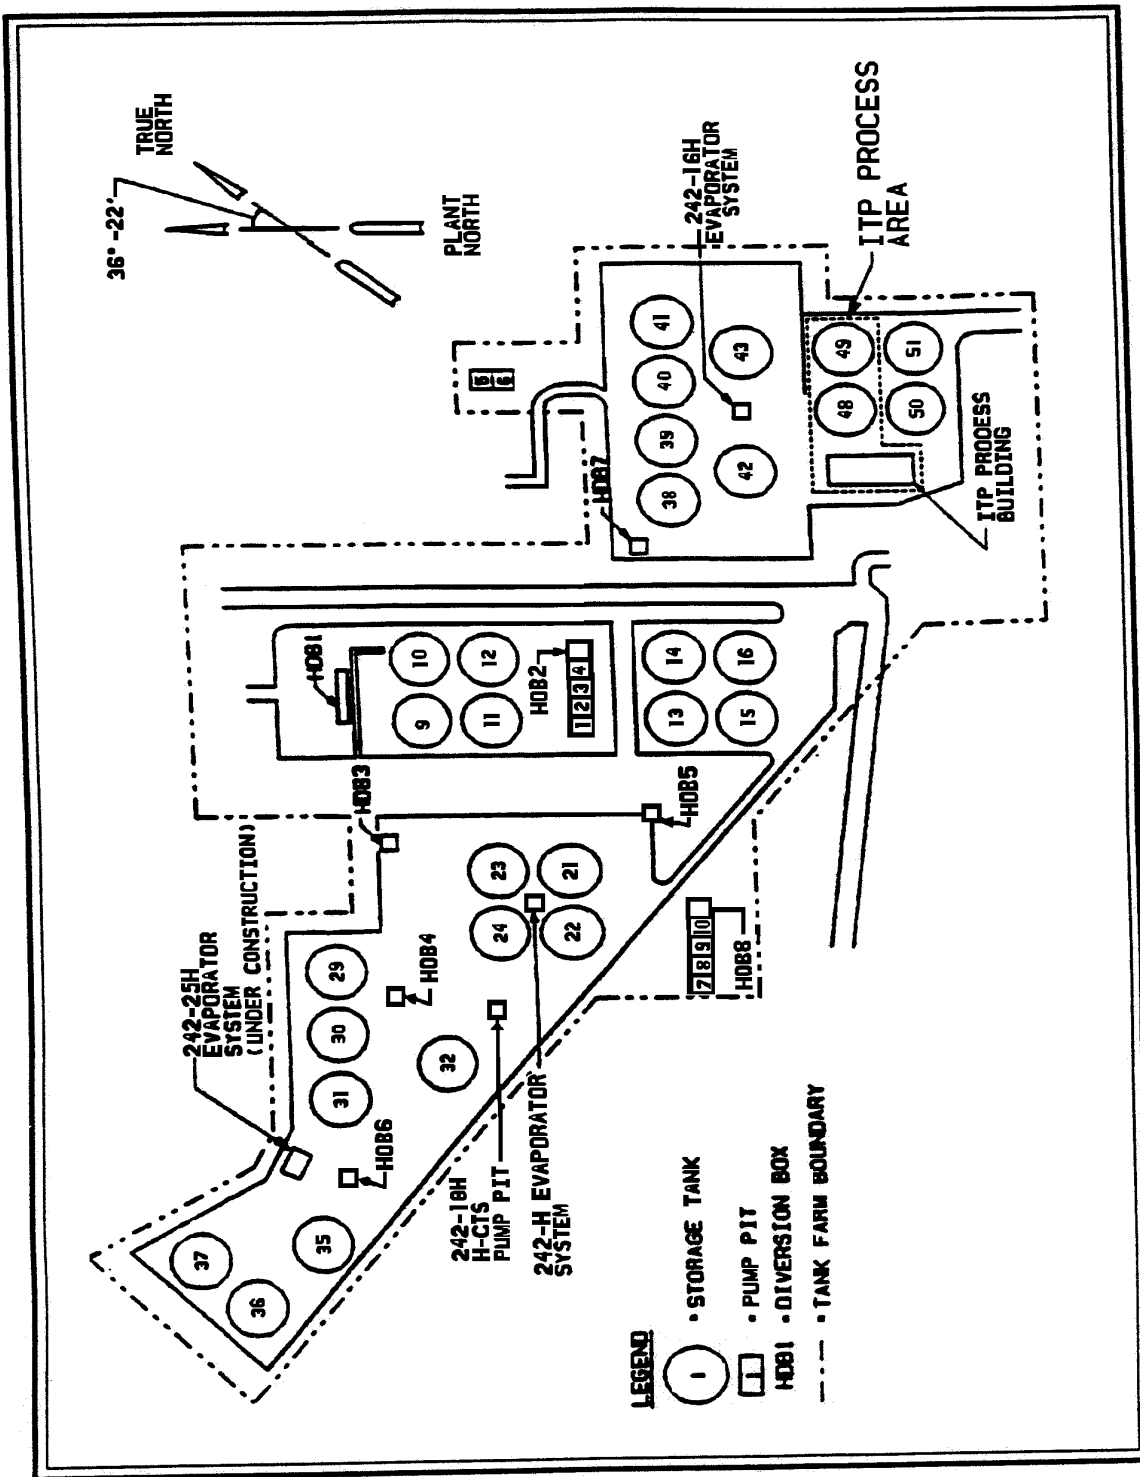 36°-22'
TRUE
NORTH
PLANT
NORTH
242-25H
EVAPORATOR
SYSTEM
(UNDER CONSTRUCTION)
37
36
35
HDB6
31
30
29
HDB4
32
HDB3
HDB1
9
10
11
12
HDB2
1 2 3 4
5
6
24
23
22
21
242-18H
H-CTS
PUMP PIT
242-H EVAPORATOR
SYSTEM
HDB5
13
14
15
16
7 8 9 10
HDB8
HDB7
38
39
40
41
42
43
242-16H
EVAPORATOR
SYSTEM
48
49
50
51
ITP PROCESS
AREA
ITP PROCESS
BUILDING
LEGEND
1 • STORAGE TANK
1 • PUMP PIT
HDB1 • DIVERSION BOX
• TANK FARM BOUNDARY